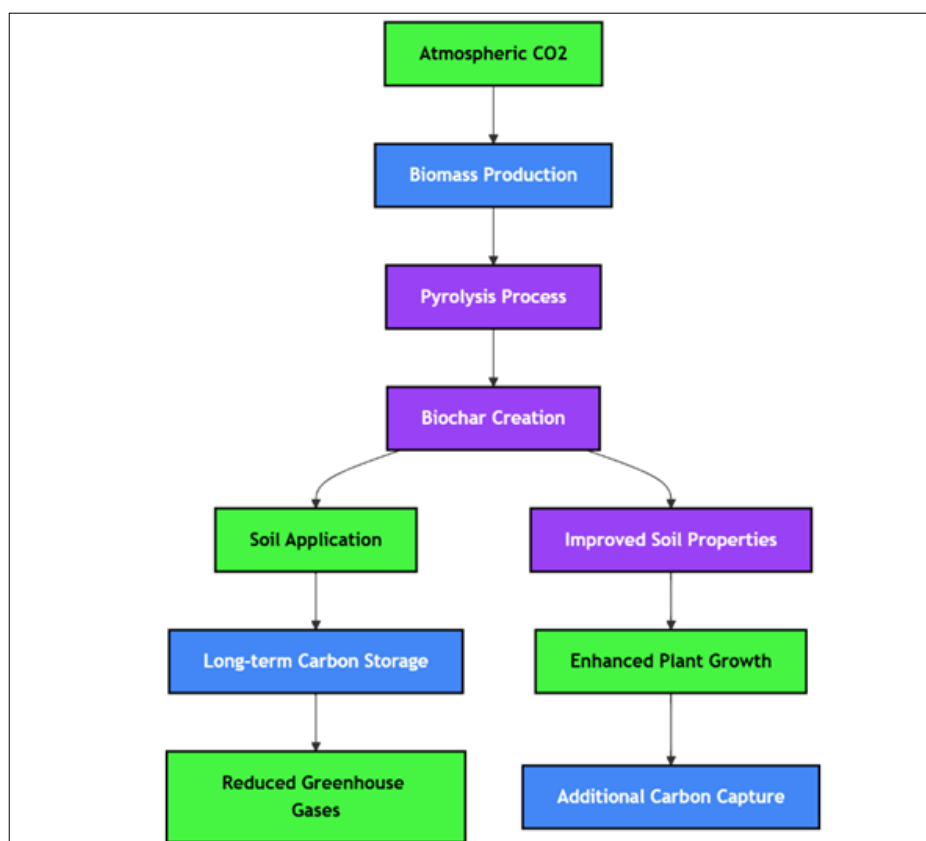 Atmospheric CO2
Biomass Production
Pyrolysis Process
Biochar Creation
Soil Application
Improved Soil Properties
Long-term Carbon Storage
Enhanced Plant Growth
Reduced Greenhouse
Gases
Additional Carbon Capture